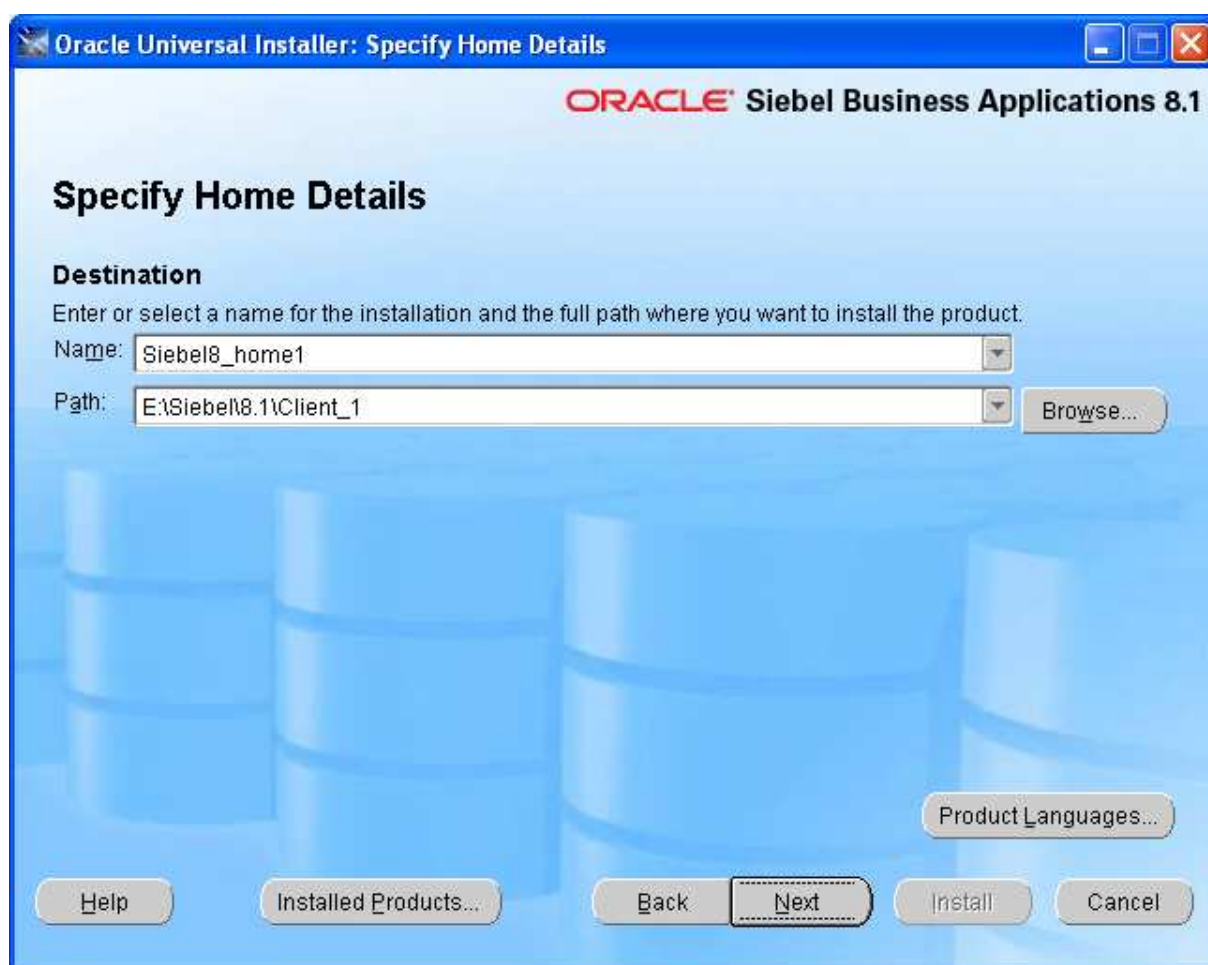 Oracle Universal Installer: Specify Home Details
ORACLE® Siebel Business Applications 8.1
Specify Home Details
Destination
Enter or select a name for the installation and the full path where you want to install the product.
Name: Siebel8_home1
Path: E:\Siebel\8.1\Client_1 Browse...
Product Languages...
Help Installed Products... Back Next Install Cancel